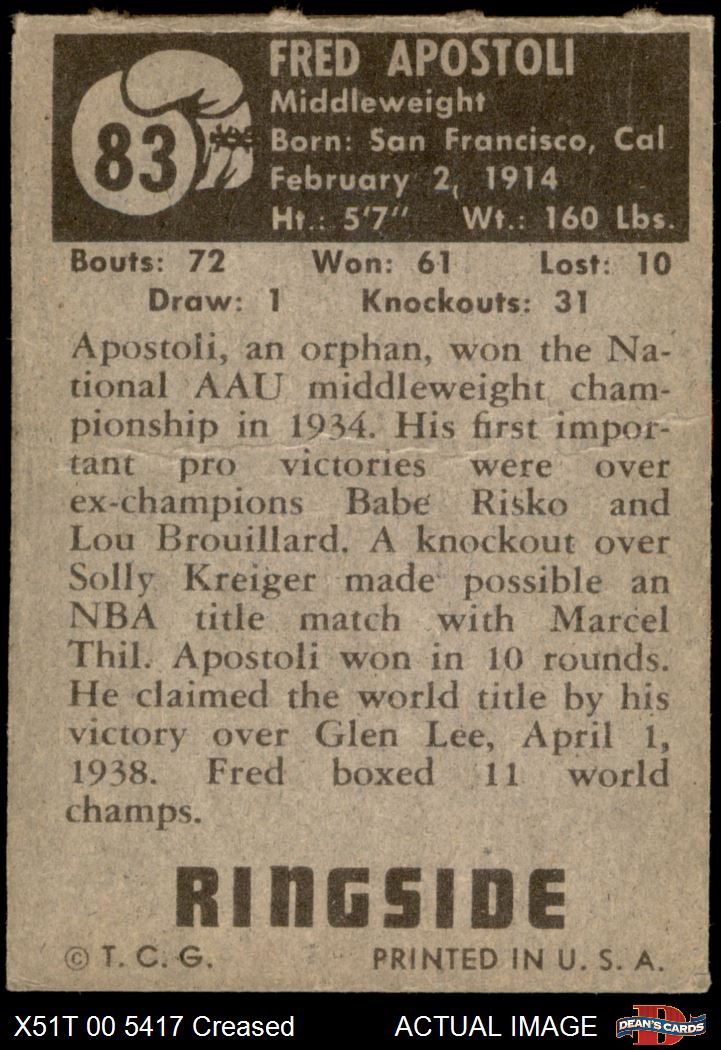 83
FRED APOSTOLI
Middleweight
Born: San Francisco, Cal
February 2, 1914
Ht.: 5'7" Wt.: 160 Lbs.
Bouts: 72 Won: 61 Lost: 10
Draw: 1 Knockouts: 31
Apostoli, an orphan, won the Na-
tional AAU middleweight cham-
pionship in 1934. His first impor-
tant pro victories were over
ex-champions Babe Risko and
Lou Brouillard. A knockout over
Solly Kreiger made possible an
NBA title match with Marcel
Thil. Apostoli won in 10 rounds.
He claimed the world title by his
victory over Glen Lee, April 1,
1938. Fred boxed 11 world
champs.
RINGSIDE
© T. C. G. PRINTED IN U. S. A.
X51T 00 5417 Creased ACTUAL IMAGE D DEAN'S CARDS